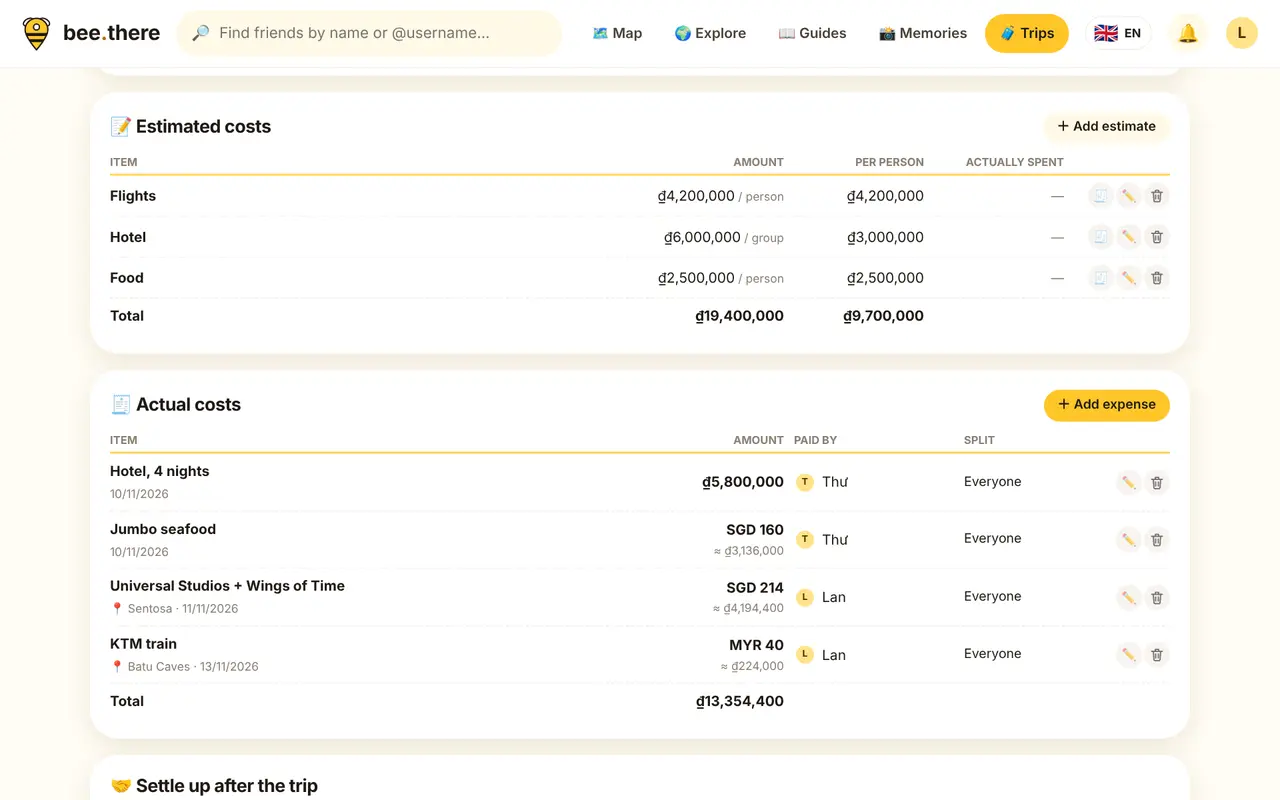 bee.there
Find friends by name or @username...
Map
Explore
Guides
Memories
Trips
EN
L
Estimated costs
+ Add estimate
ITEM AMOUNT PER PERSON ACTUALLY SPENT
Flights ₫4,200,000 / person ₫4,200,000 —
Hotel ₫6,000,000 / group ₫3,000,000 —
Food ₫2,500,000 / person ₫2,500,000 —
Total ₫19,400,000 ₫9,700,000
Actual costs
+ Add expense
ITEM AMOUNT PAID BY SPLIT
Hotel, 4 nights
10/11/2026
₫5,800,000 T Thư Everyone
Jumbo seafood
10/11/2026
SGD 160
≈ ₫3,136,000
T Thư Everyone
Universal Studios + Wings of Time
Sentosa · 11/11/2026
SGD 214
≈ ₫4,194,400
L Lan Everyone
KTM train
Batu Caves · 13/11/2026
MYR 40
≈ ₫224,000
L Lan Everyone
Total ₫13,354,400
Settle up after the trip